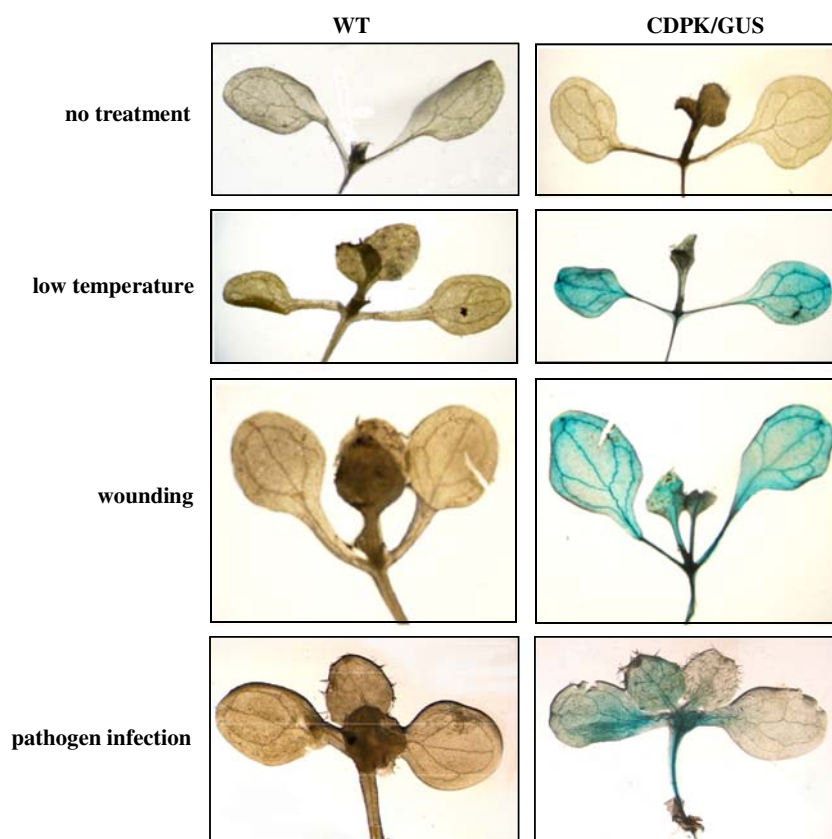 WT CDPK/GUS
no treatment
low temperature
wounding
pathogen infection